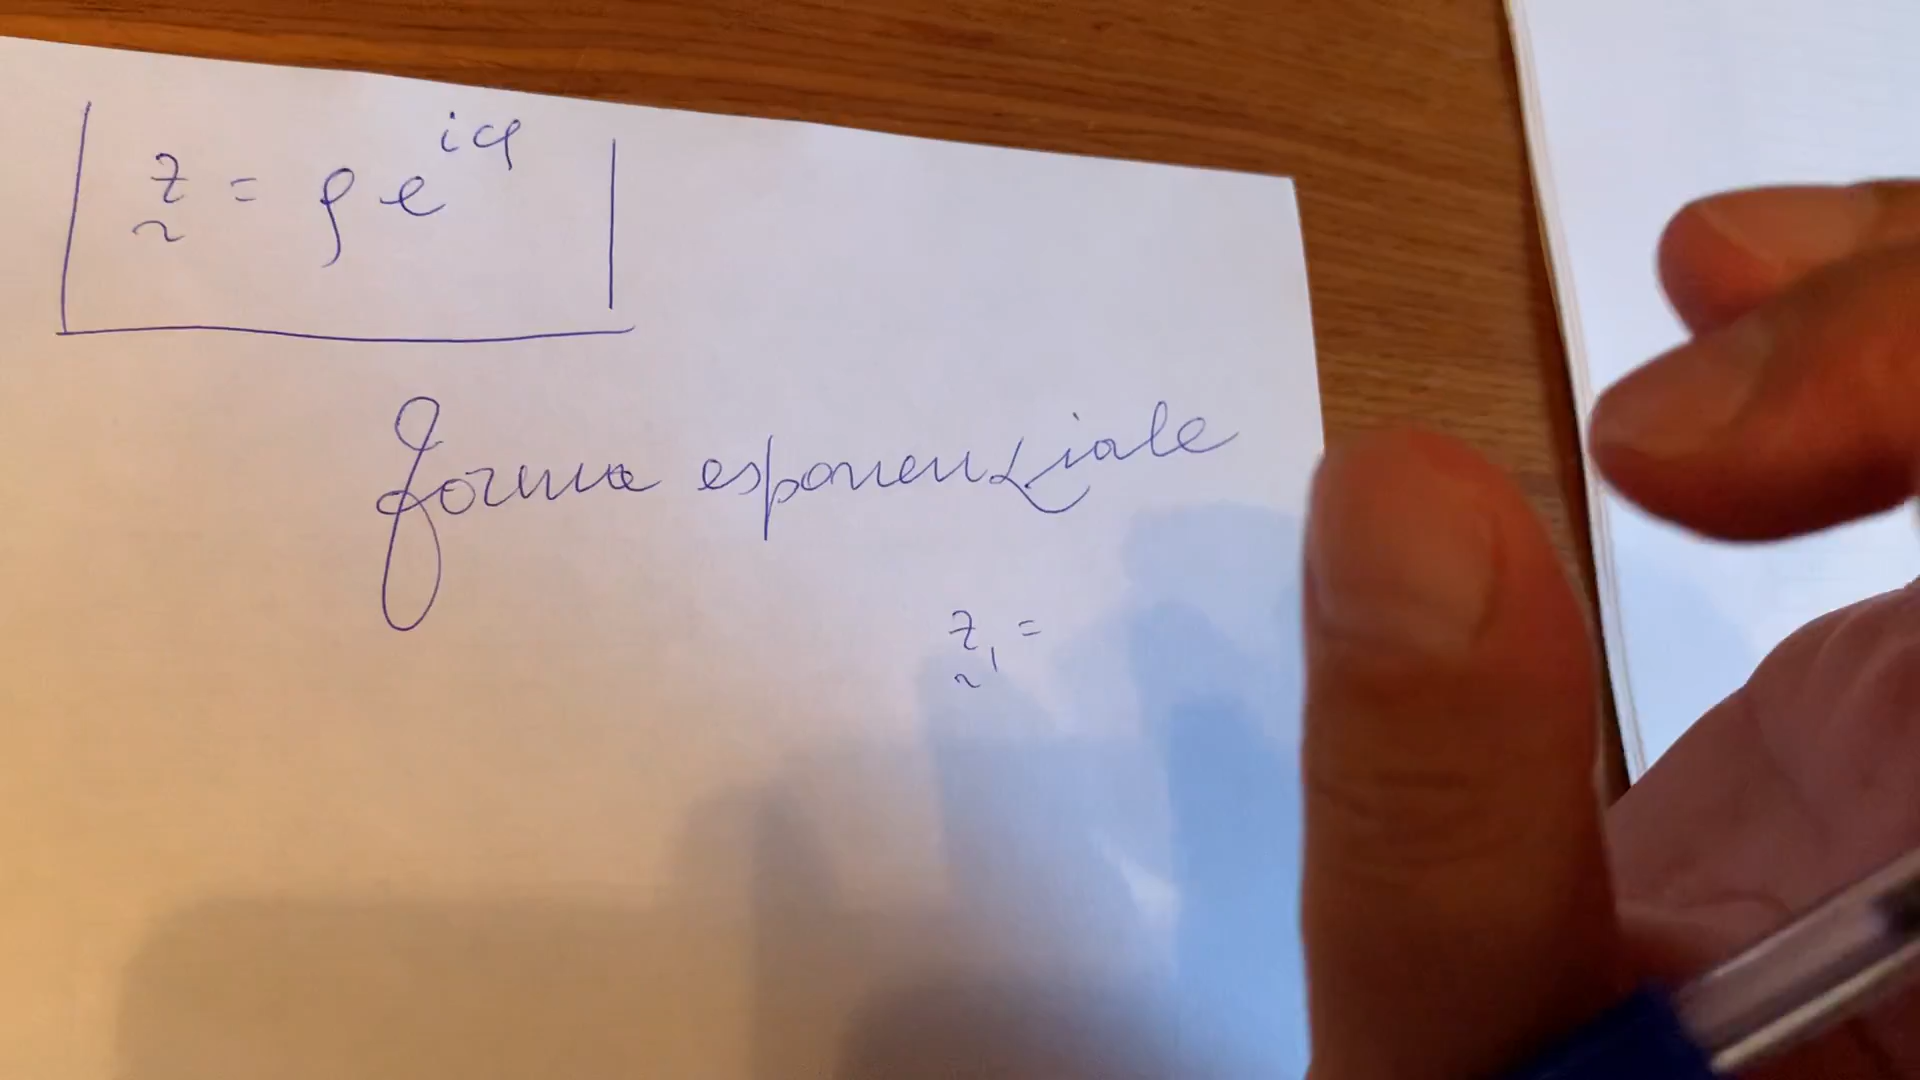 z = ρ e^{iφ}
forma esponenziale
z₁ =